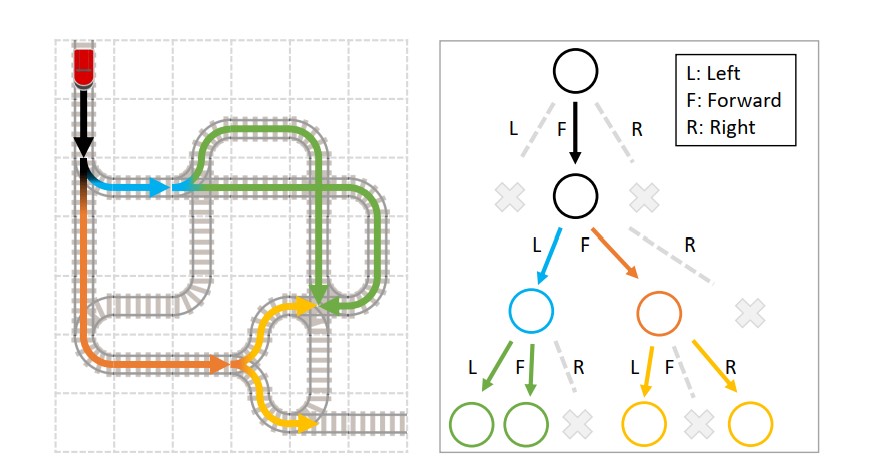 L: Left
F: Forward
R: Right
L F R
L F R
L F R L F R